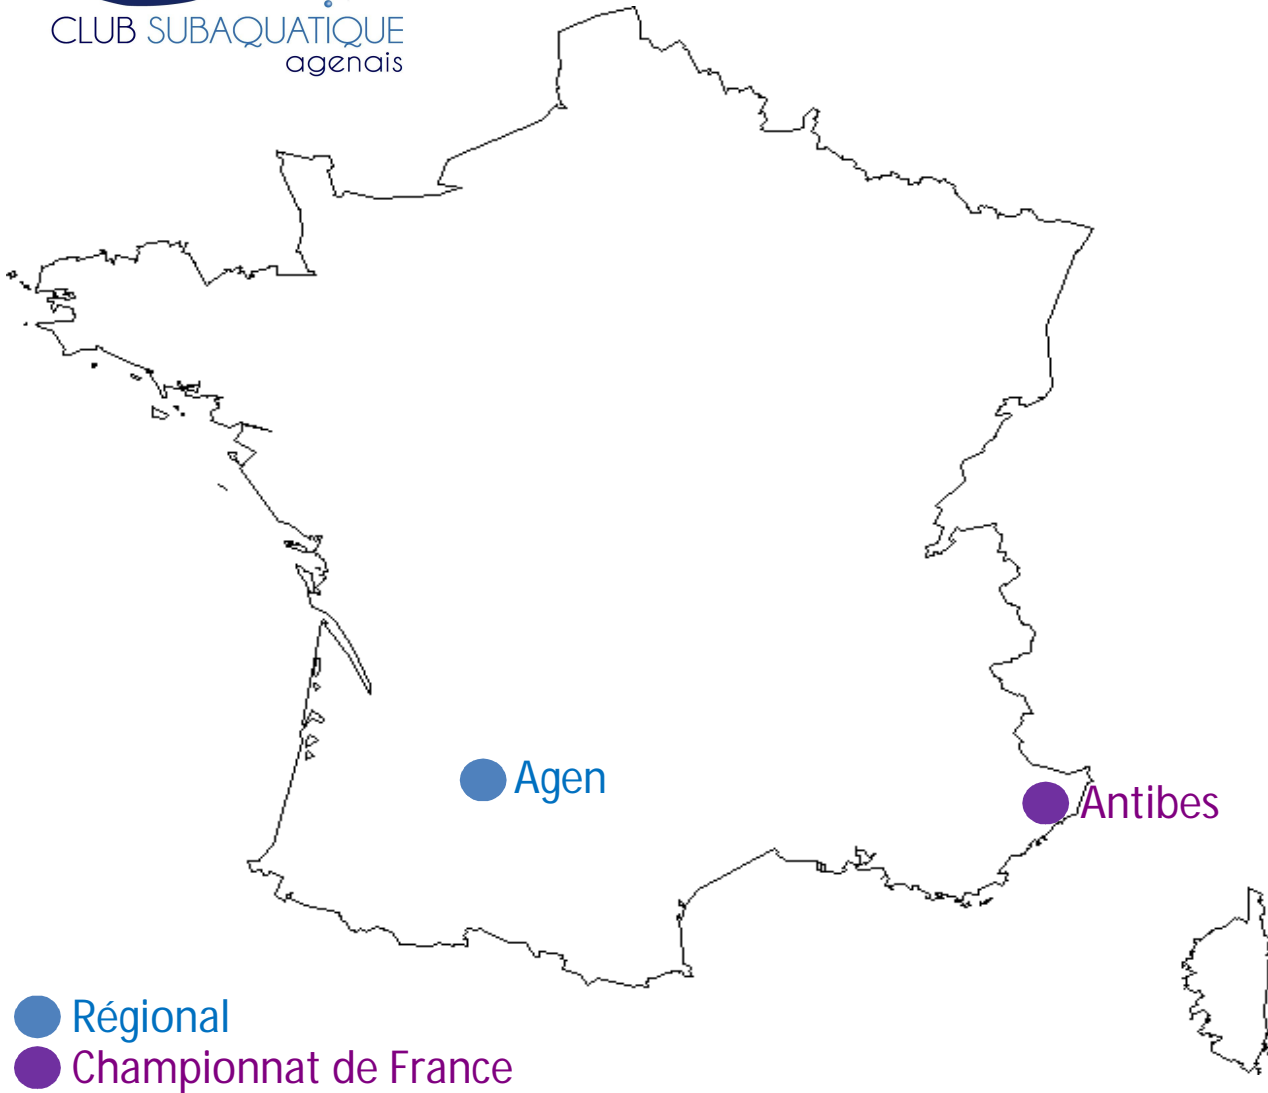 CLUB SUBAQUATIQUE
agenais
Agen
Antibes
Régional
Championnat de France